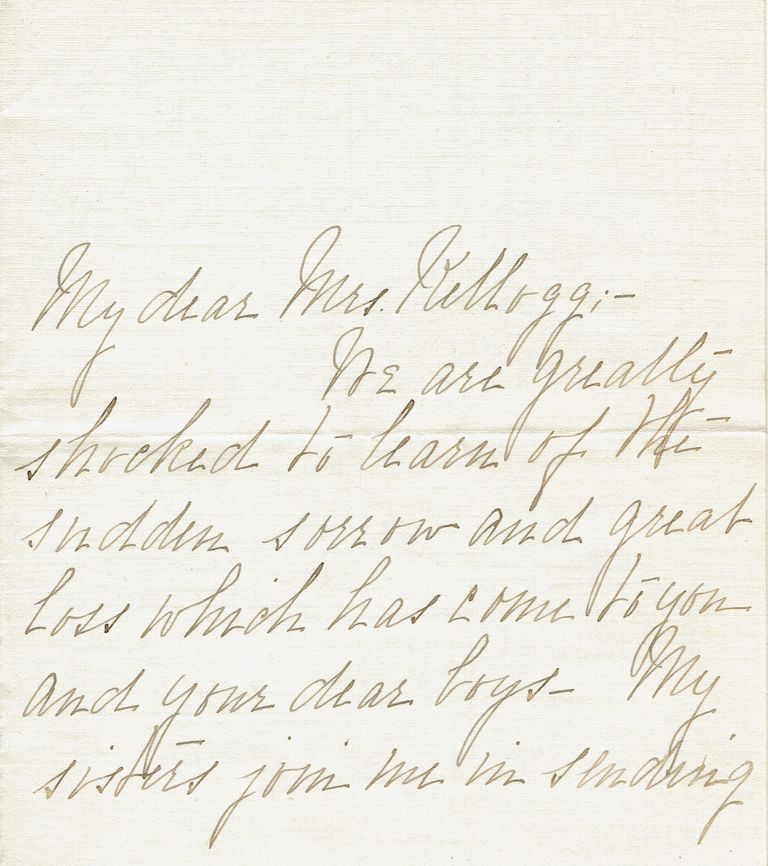 My dear Mrs. Kellogg;—
We are greatly
shocked to learn of the
sudden sorrow and great
loss which has come to you
and your dear boys— My
sisters join me in sending